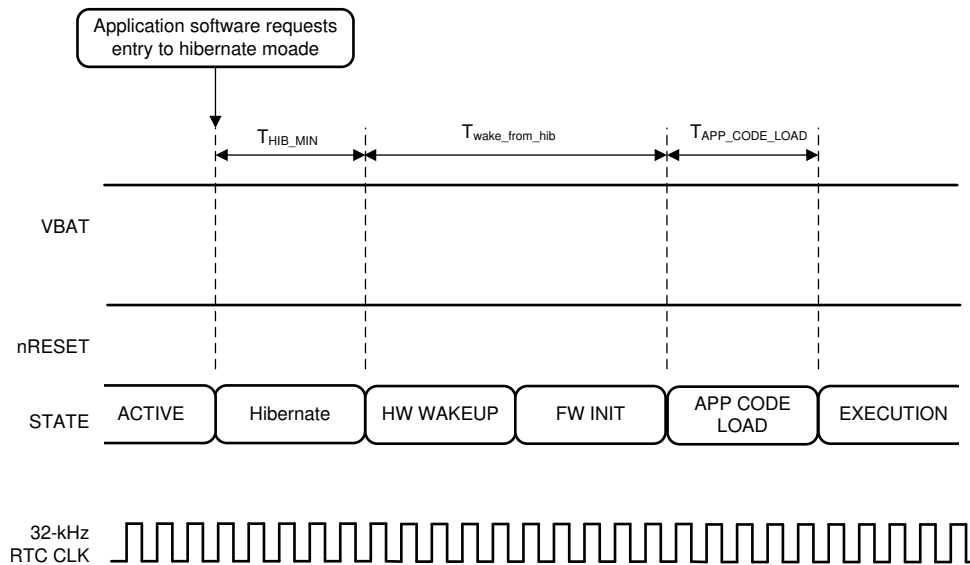 Application software requests
entry to hibernate moade
THIB_MIN
Twake_from_hib
TAPP_CODE_LOAD
VBAT
nRESET
STATE
ACTIVE
Hibernate
HW WAKEUP
FW INIT
APP CODE
LOAD
EXECUTION
32-kHz
RTC CLK